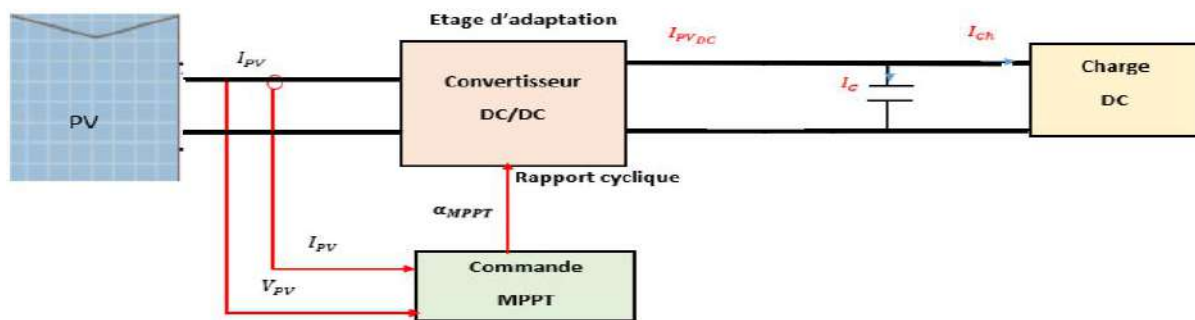 Etage d'adaptation
I_PV
I_PV_DC
I_Ch
PV
Convertisseur
DC/DC
I_C
Charge
DC
Rapport cyclique
α_MPPT
I_PV
V_PV
Commande
MPPT